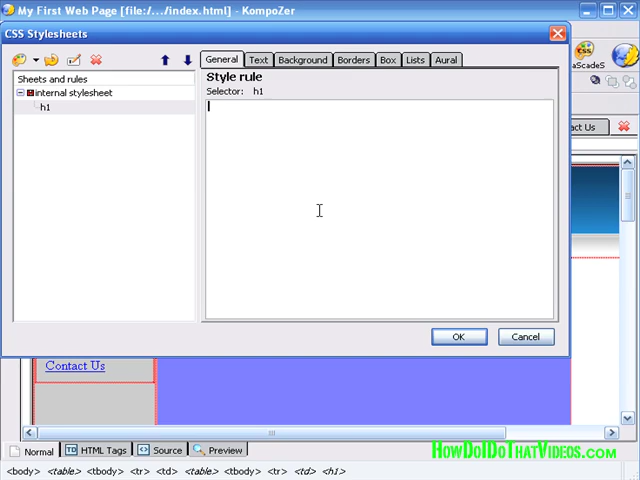 My First Web Page [file:/.../index.html] - KompoZer
CSS Stylesheets
General Text Background Borders Box Lists Aural
Sheets and rules
internal stylesheet
h1
Style rule
Selector: h1
CSS
aScadeS
act Us
OK Cancel
Contact Us
Normal HTML Tags Source Preview
HowDoIDoThatVideos.com
<body> <table> <tbody> <tr> <td> <table> <tbody> <tr> <td> <h1>